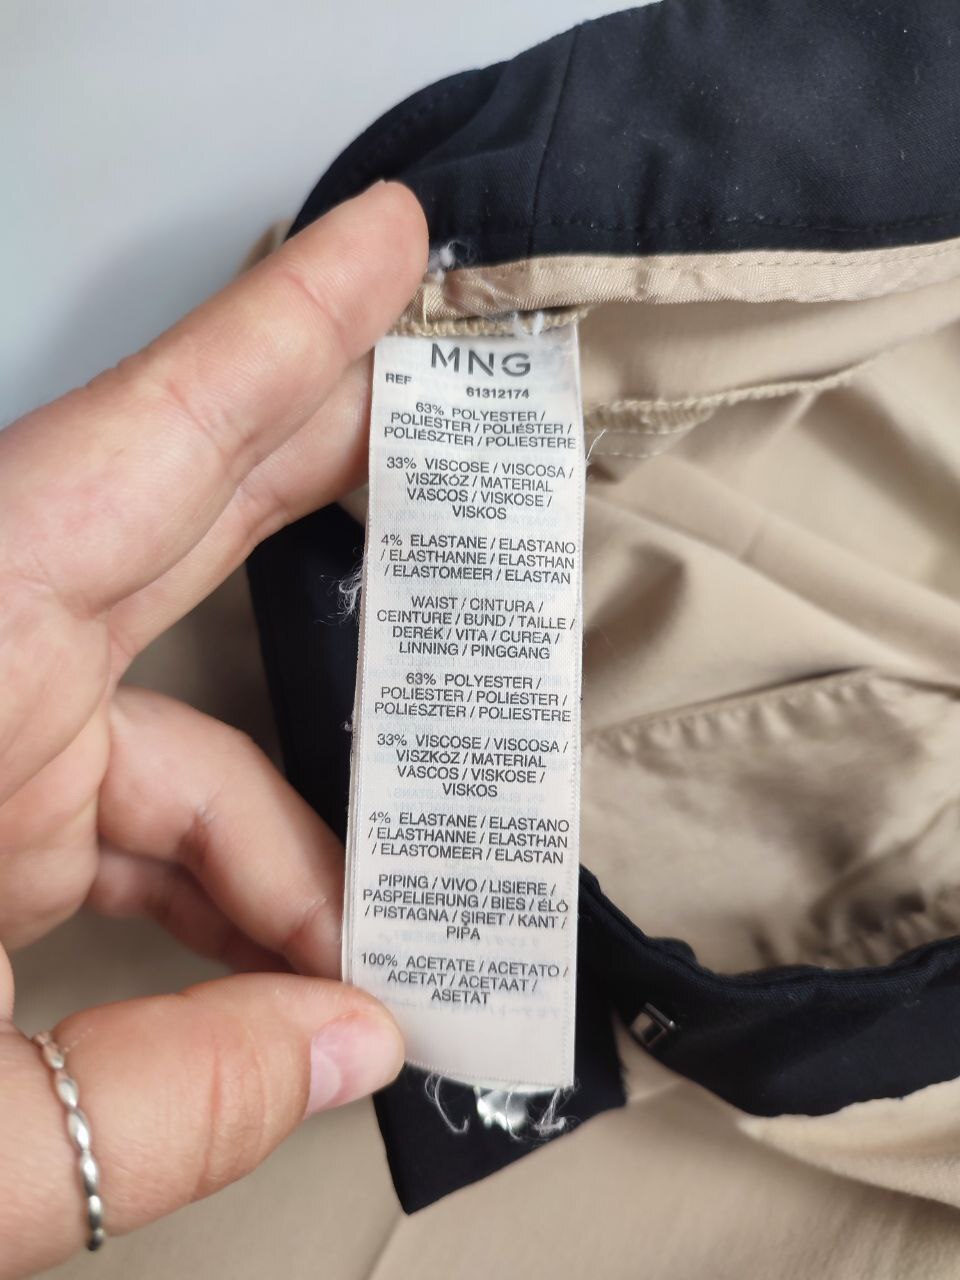 MNG
REF 61312174
63% POLYESTER /
POLIESTER / POLIÉSTER /
POLIÉSZTER / POLIESTERE
33% VISCOSE / VISCOSA /
VISZKÓZ / MATERIAL
VÂSCOS / VISKOSE /
VISKOS
4% ELASTANE / ELASTANO
/ ELASTHANNE / ELASTHAN
/ ELASTOMEER / ELASTAN
WAIST / CINTURA /
CEINTURE / BUND / TAILLE /
DERÉK / VITA / CUREA /
LINNING / PINGGANG
63% POLYESTER /
POLIESTER / POLIÉSTER /
POLIÉSZTER / POLIESTERE
33% VISCOSE / VISCOSA /
VISZKÓZ / MATERIAL
VÂSCOS / VISKOSE /
VISKOS
4% ELASTANE / ELASTANO
/ ELASTHANNE / ELASTHAN
/ ELASTOMEER / ELASTAN
PIPING / VIVO / LISIERE /
PASPELIERUNG / BIES / ÉLŐ
/ PISTAGNA / ŞIRET / KANT /
PIPA
100% ACETATE / ACETATO /
ACETAT / ACETAAT /
ASETAT